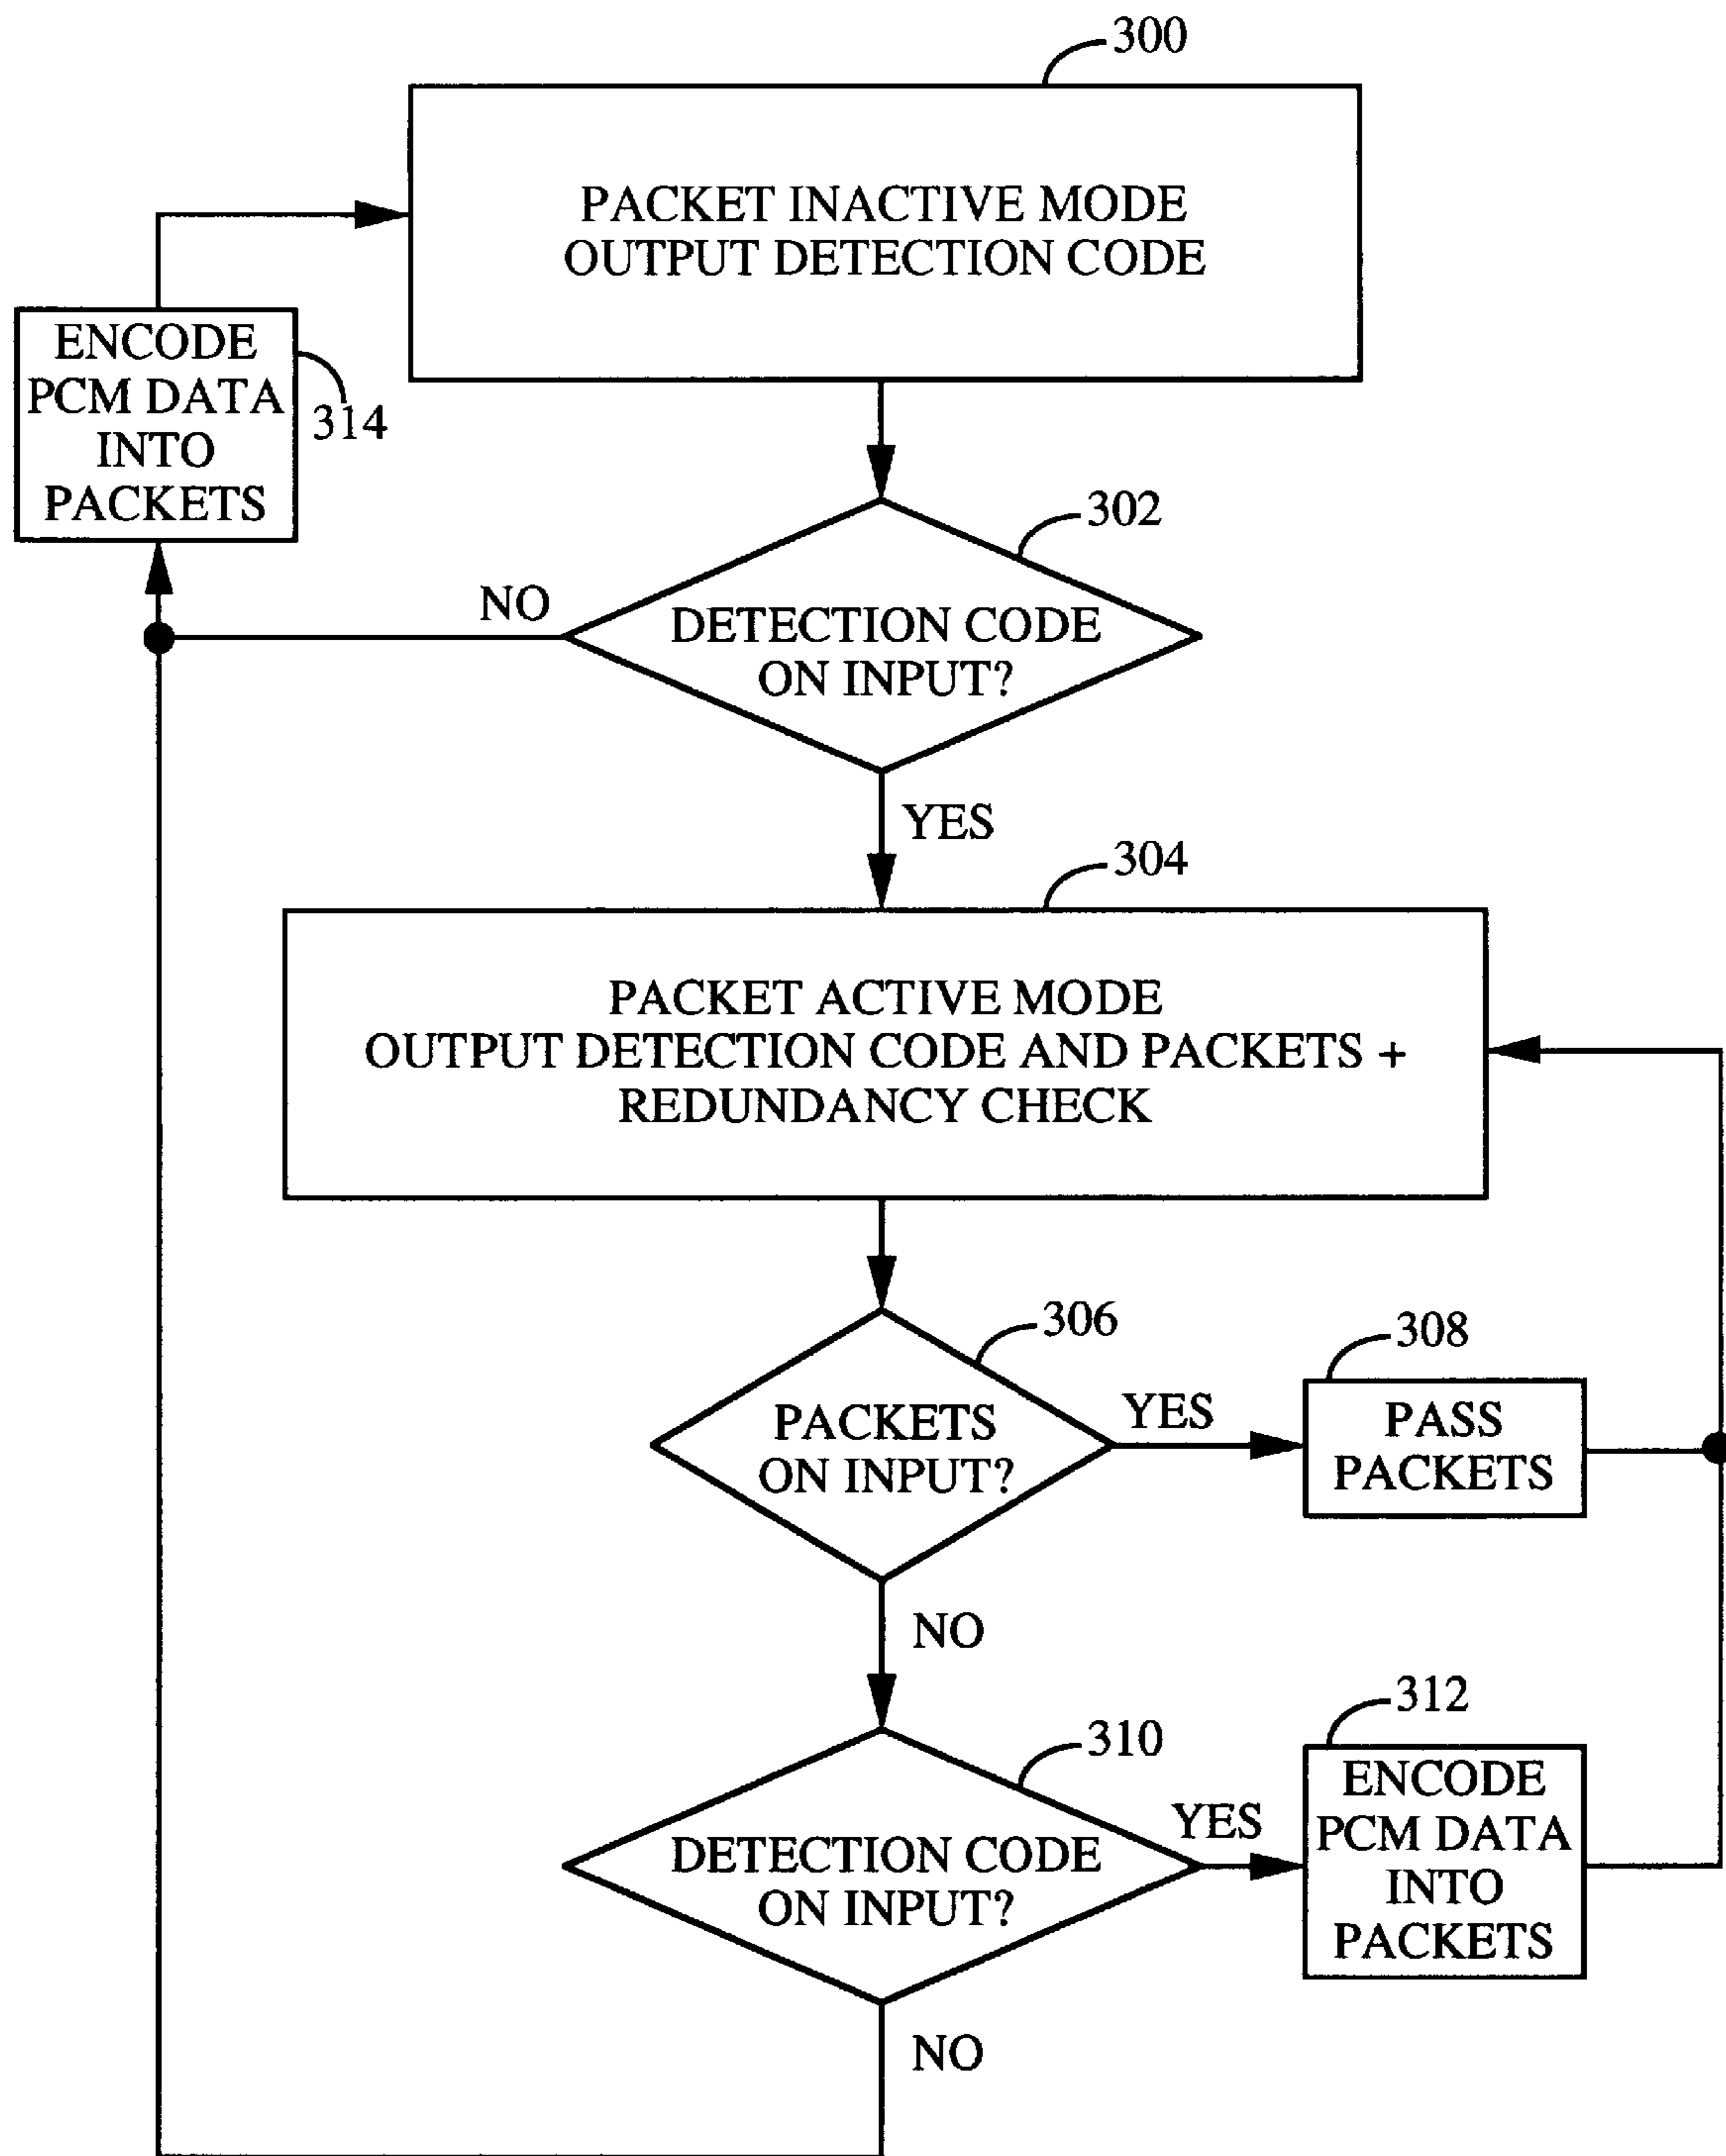 300
PACKET INACTIVE MODE
OUTPUT DETECTION CODE
ENCODE
PCM DATA
INTO
PACKETS
314
302
NO
DETECTION CODE
ON INPUT?
YES
304
PACKET ACTIVE MODE
OUTPUT DETECTION CODE AND PACKETS +
REDUNDANCY CHECK
306
308
PACKETS
ON INPUT?
YES
PASS
PACKETS
NO
310
312
DETECTION CODE
ON INPUT?
YES
ENCODE
PCM DATA
INTO
PACKETS
NO